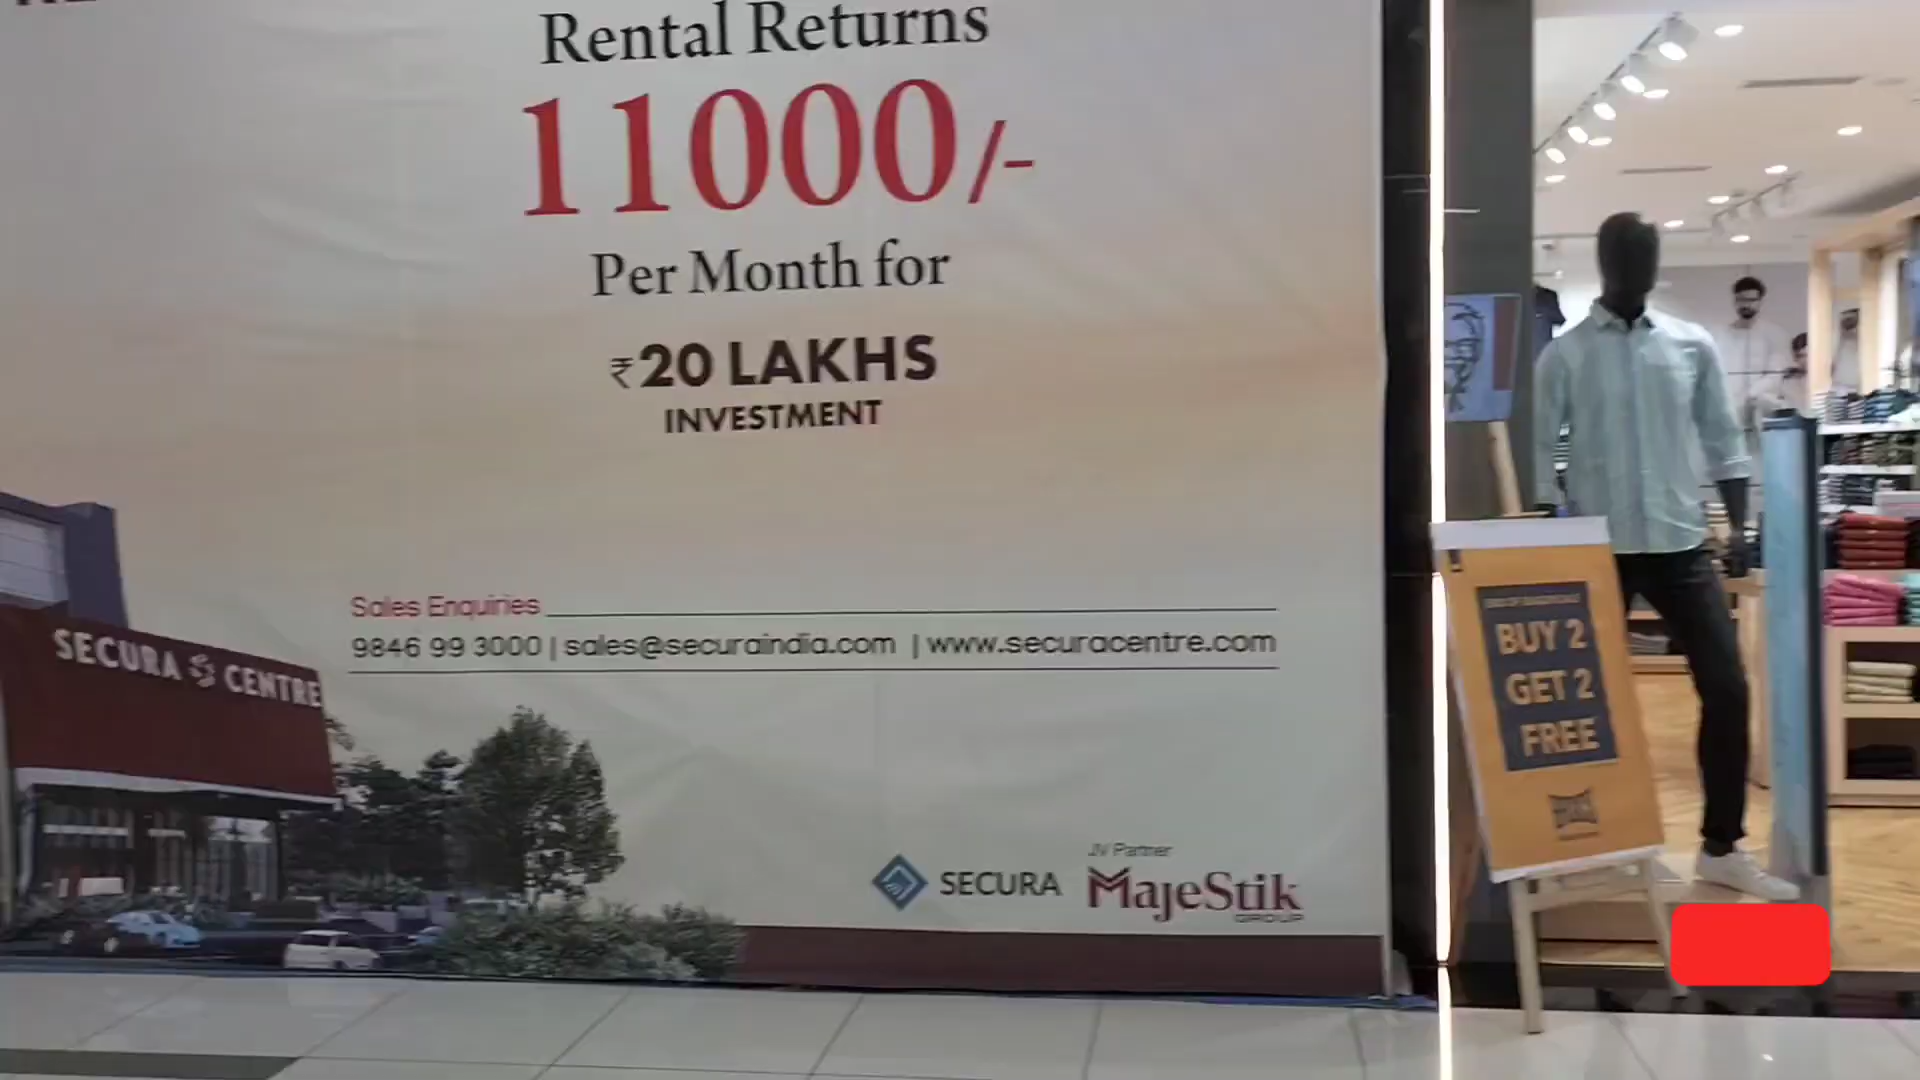 Rental Returns
11000/-
Per Month for
₹20 LAKHS
INVESTMENT
Sales Enquiries
9846 99 3000 | sales@securaindia.com | www.securacentre.com
SECURA CENTRE
SECURA
JV Partner
MajeStik
GROUP
BUY 2
GET 2
FREE